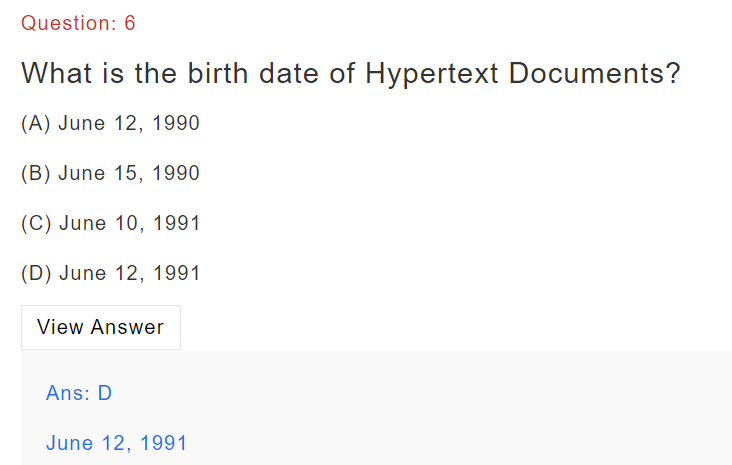 Question: 6
What is the birth date of Hypertext Documents?
(A) June 12, 1990
(B) June 15, 1990
(C) June 10, 1991
(D) June 12, 1991
View Answer
Ans: D
June 12, 1991